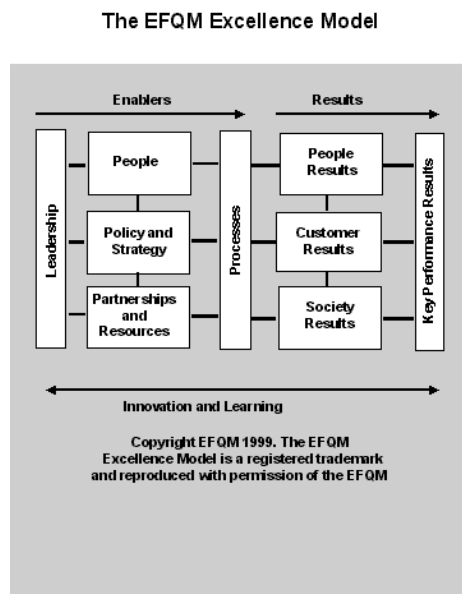 The EFQM Excellence Model
Enablers
Results
Leadership
People
Policy and
Strategy
Partnerships
and
Resources
Processes
People
Results
Customer
Results
Society
Results
Key Performance Results
Innovation and Learning
Copyright EFQM 1999. The EFQM
Excellence Model is a registered trademark
and reproduced with permission of the EFQM